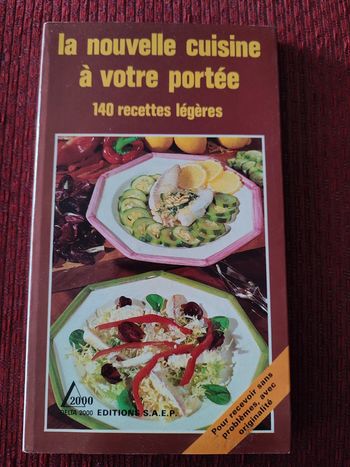 la nouvelle cuisine
à votre portée
140 recettes légères
2000
DELTA 2000 EDITIONS S.A.E.P.
Pour recevoir sans
problèmes, avec
originalité